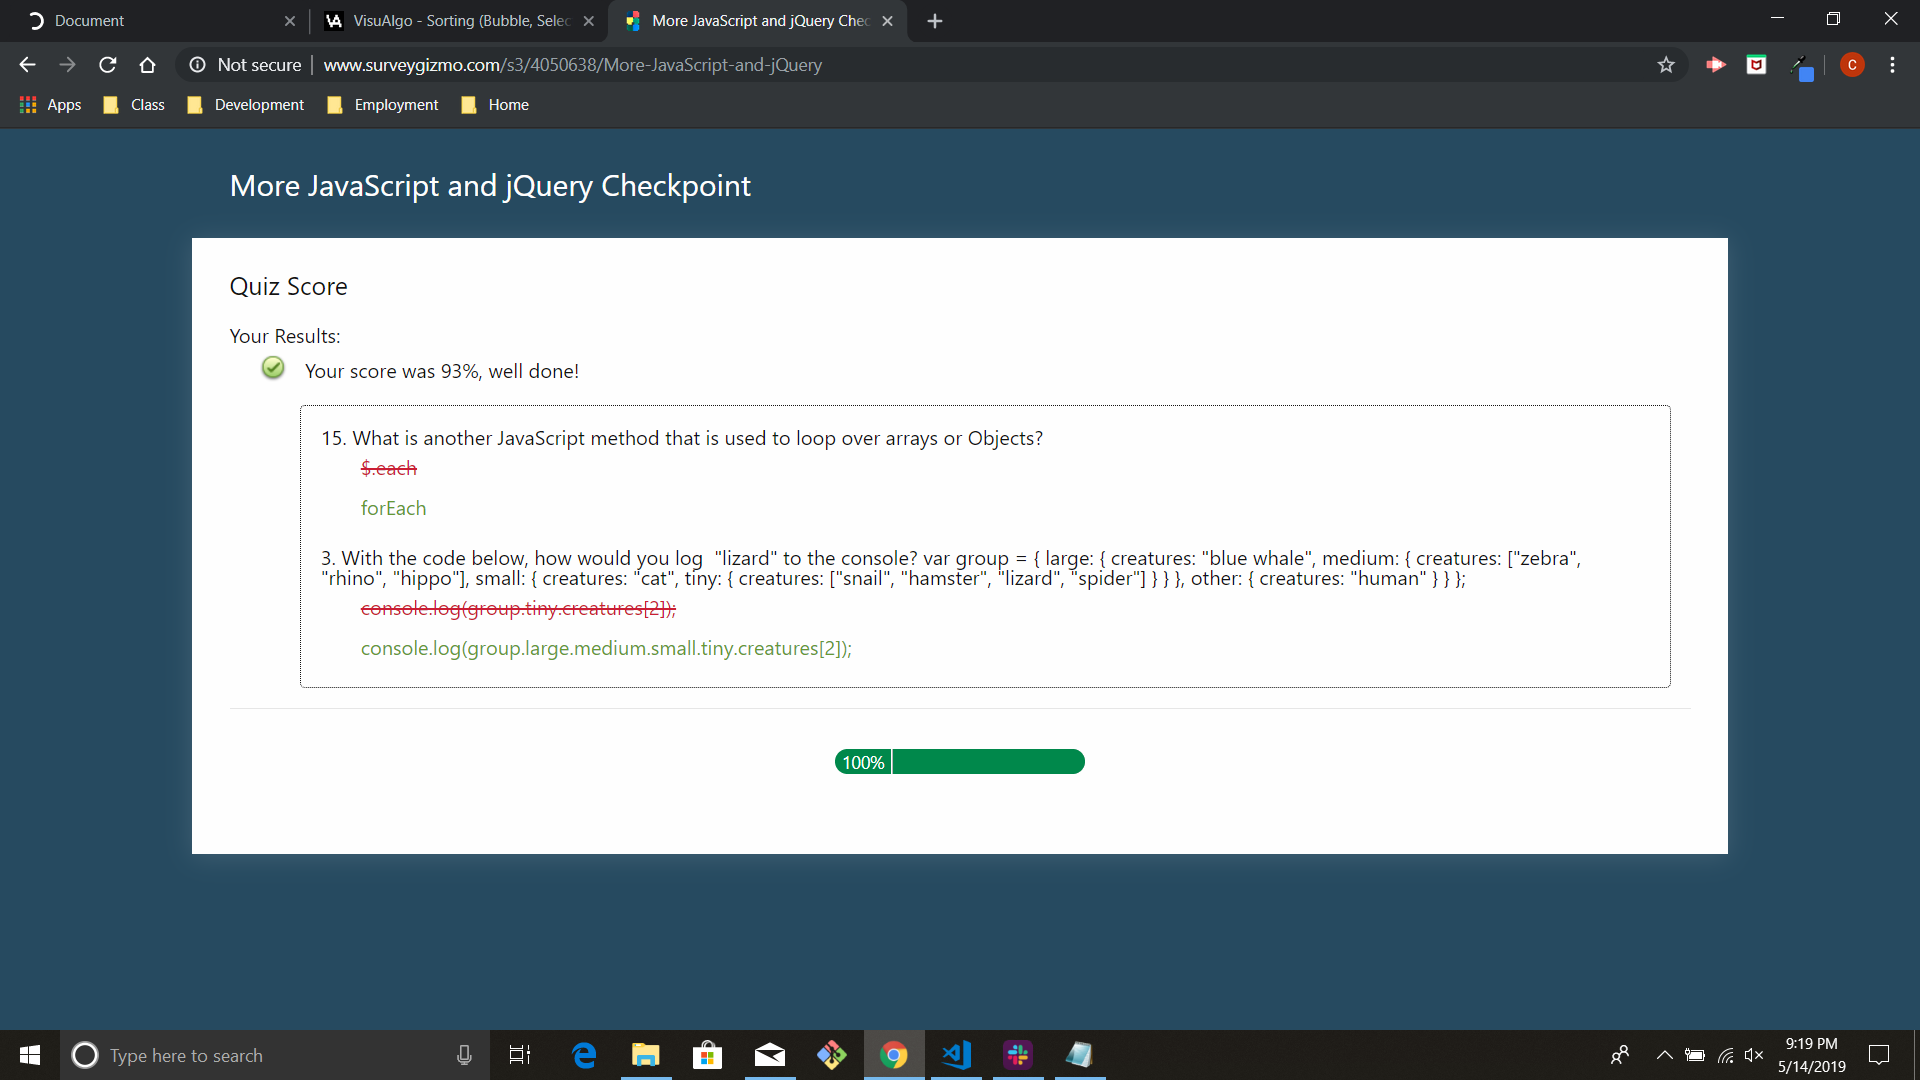 Document
VisuAlgo - Sorting (Bubble, Selec
More JavaScript and jQuery Chec
Not secure
www.surveygizmo.com/s3/4050638/More-JavaScript-and-jQuery
C
Apps
Class
Development
Employment
Home
More JavaScript and jQuery Checkpoint
Quiz Score
Your Results:
Your score was 93%, well done!
15. What is another JavaScript method that is used to loop over arrays or Objects?
$.each
forEach
3. With the code below, how would you log  "lizard" to the console? var group = { large: { creatures: "blue whale", medium: { creatures: ["zebra",
"rhino", "hippo"], small: { creatures: "cat", tiny: { creatures: ["snail", "hamster", "lizard", "spider"] } } }, other: { creatures: "human" } } };
console.log(group.tiny.creatures[2]);
console.log(group.large.medium.small.tiny.creatures[2]);
100%
Type here to search
9:19 PM
5/14/2019